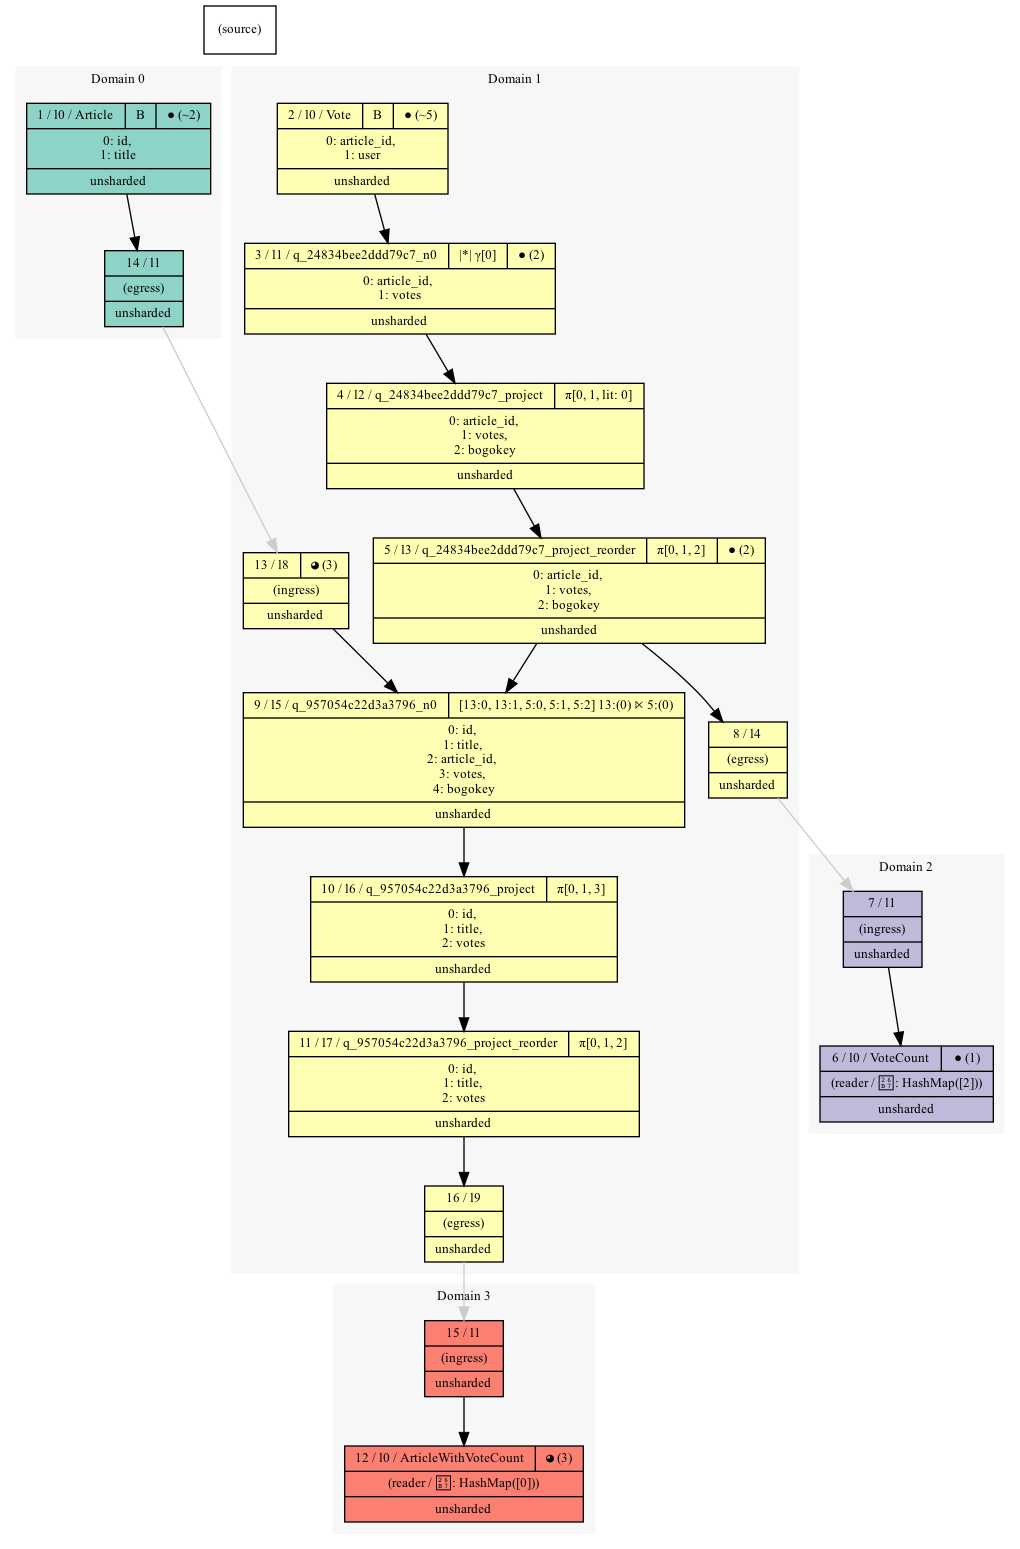 (source)
Domain 0
1 / l0 / Article
B
● (~2)
0: id,
1: title
unsharded
14 / l1
(egress)
unsharded
Domain 1
2 / l0 / Vote
B
● (~5)
0: article_id,
1: user
unsharded
3 / l1 / q_24834bee2ddd79c7_n0
|*| γ[0]
● (2)
0: article_id,
1: votes
unsharded
4 / l2 / q_24834bee2ddd79c7_project
π[0, 1, lit: 0]
0: article_id,
1: votes,
2: bogokey
unsharded
13 / l8
◕ (3)
(ingress)
unsharded
5 / l3 / q_24834bee2ddd79c7_project_reorder
π[0, 1, 2]
● (2)
0: article_id,
1: votes,
2: bogokey
unsharded
9 / l5 / q_957054c22d3a3796_n0
[13:0, 13:1, 5:0, 5:1, 5:2] 13:(0) ⋉ 5:(0)
0: id,
1: title,
2: article_id,
3: votes,
4: bogokey
unsharded
8 / l4
(egress)
unsharded
10 / l6 / q_957054c22d3a3796_project
π[0, 1, 3]
0: id,
1: title,
2: votes
unsharded
11 / l7 / q_957054c22d3a3796_project_reorder
π[0, 1, 2]
0: id,
1: title,
2: votes
unsharded
16 / l9
(egress)
unsharded
Domain 2
7 / l1
(ingress)
unsharded
6 / l0 / VoteCount
● (1)
(reader / ⚷: HashMap([2]))
unsharded
Domain 3
15 / l1
(ingress)
unsharded
12 / l0 / ArticleWithVoteCount
◕ (3)
(reader / ⚷: HashMap([0]))
unsharded